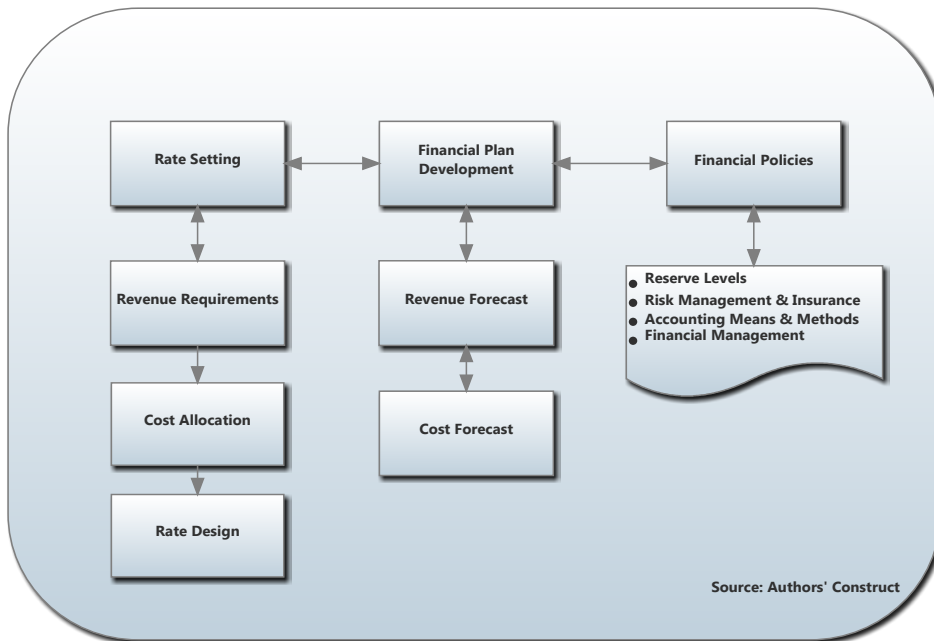 Rate Setting
Financial Plan
Development
Financial Policies
Revenue Requirements
Revenue Forecast
● Reserve Levels
● Risk Management & Insurance
● Accounting Means & Methods
● Financial Management
Cost Allocation
Cost Forecast
Rate Design
Source: Authors' Construct